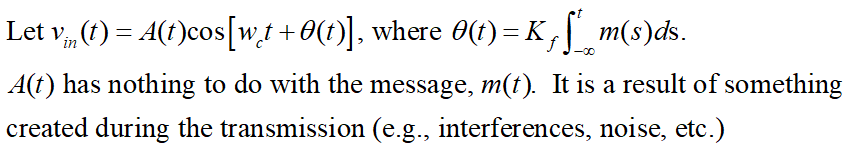 Let v_in(t) = A(t)cos[w_c t + θ(t)], where θ(t) = K_f ∫_{-∞}^{t} m(s)ds.
A(t) has nothing to do with the message, m(t). It is a result of something
created during the transmission (e.g., interferences, noise, etc.)